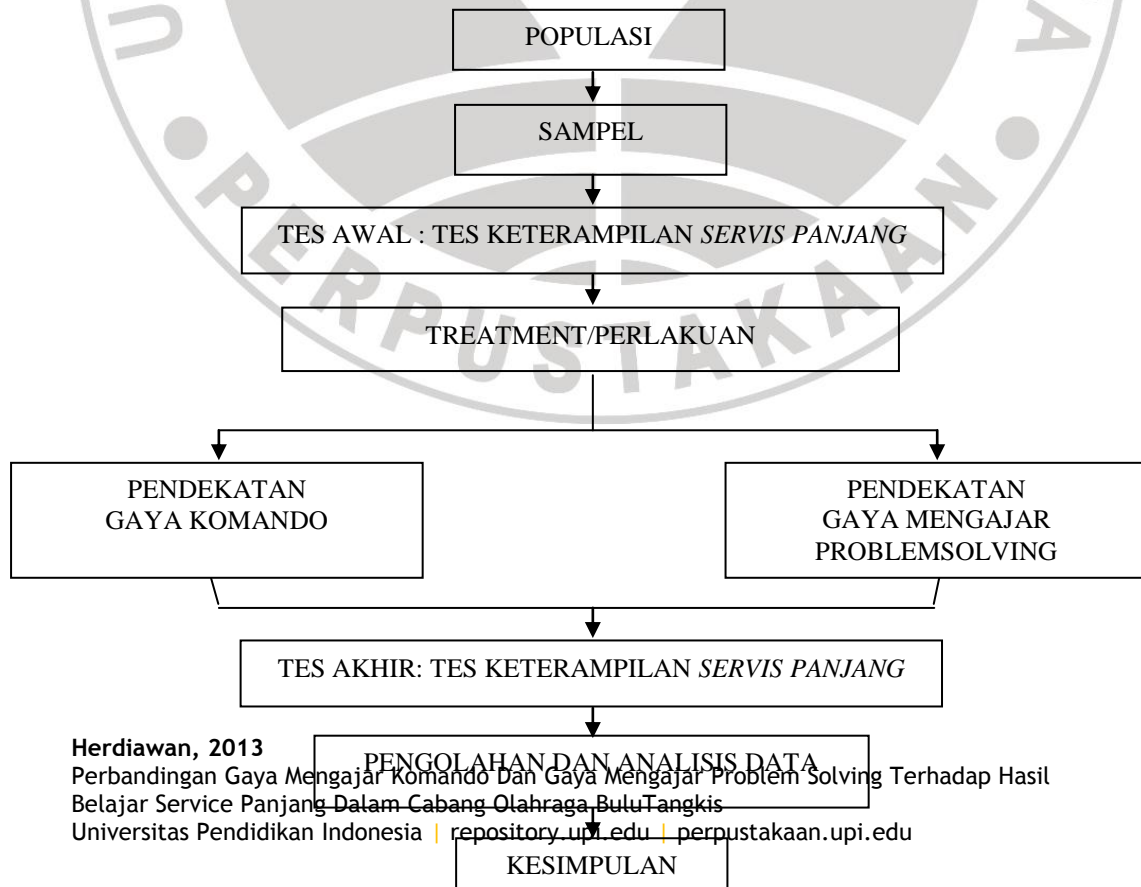 POPULASI
SAMPEL
TES AWAL : TES KETERAMPILAN SERVIS PANJANG
PERPUSTAKAAN
U
A
TREATMENT/PERLAKUAN
PENDEKATAN
GAYA KOMANDO
PENDEKATAN
GAYA MENGAJAR
PROBLEMSOLVING
TES AKHIR: TES KETERAMPILAN SERVIS PANJANG
PENGOLAHAN DAN ANALISIS DATA
Herdiawan, 2013
Perbandingan Gaya Mengajar Komando Dan Gaya Mengajar Problem Solving Terhadap Hasil
Belajar Service Panjang Dalam Cabang Olahraga BuluTangkis
Universitas Pendidikan Indonesia | repository.upi.edu | perpustakaan.upi.edu
KESIMPULAN